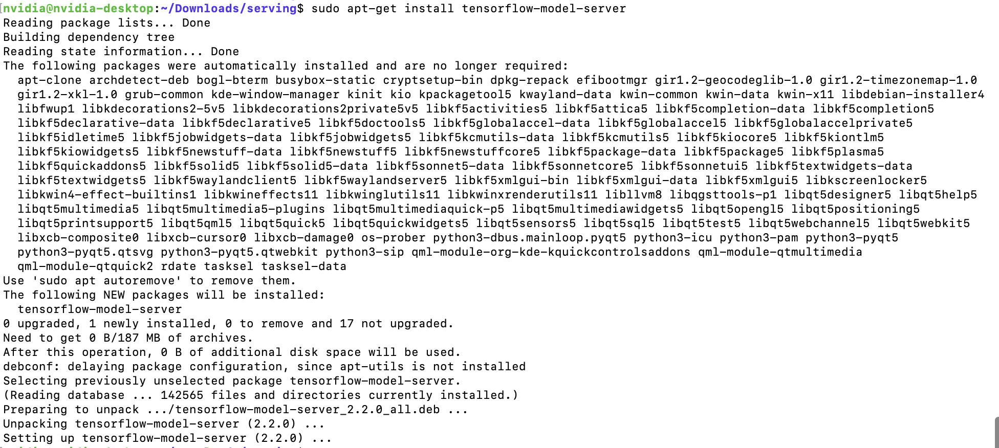 [nvidia@nvidia-desktop:~/Downloads/serving$ sudo apt-get install tensorflow-model-server
Reading package lists... Done
Building dependency tree
Reading state information... Done
The following packages were automatically installed and are no longer required:
apt-clone archdetect-deb bogl-bterm busybox-static cryptsetup-bin dpkg-repack efibootmgr gir1.2-geocodeglib-1.0 gir1.2-timezonemap-1.0
gir1.2-xkl-1.0 grub-common kde-window-manager kinit kio kpackagetool5 kwayland-data kwin-common kwin-data kwin-x11 libdebian-installer4
libfwup1 libkdecorations2-5v5 libkdecorations2private5v5 libkf5activities5 libkf5attica5 libkf5completion-data libkf5completion5
libkf5declarative-data libkf5declarative5 libkf5doctools5 libkf5globalaccel-data libkf5globalaccel5 libkf5globalaccelprivate5
libkf5idletime5 libkf5jobwidgets-data libkf5jobwidgets5 libkf5kcmutils-data libkf5kcmutils5 libkf5kiocore5 libkf5kiontlm5
libkf5kiowidgets5 libkf5newstuff-data libkf5newstuff5 libkf5newstuffcore5 libkf5package-data libkf5package5 libkf5plasma5
libkf5quickaddons5 libkf5solid5 libkf5solid5-data libkf5sonnet5-data libkf5sonnetcore5 libkf5sonnetui5 libkf5textwidgets-data
libkf5textwidgets5 libkf5waylandclient5 libkf5waylandserver5 libkf5xmlgui-bin libkf5xmlgui-data libkf5xmlgui5 libkscreenlocker5
libkwin4-effect-builtins1 libkwineffects11 libkwinglutils11 libkwinxrenderutils11 libllvm8 libqgsttools-p1 libqt5designer5 libqt5help5
libqt5multimedia5 libqt5multimedia5-plugins libqt5multimediaquick-p5 libqt5multimediawidgets5 libqt5opengl5 libqt5positioning5
libqt5printsupport5 libqt5qml5 libqt5quick5 libqt5quickwidgets5 libqt5sensors5 libqt5sql5 libqt5test5 libqt5webchannel5 libqt5webkit5
libxcb-composite0 libxcb-cursor0 libxcb-damage0 os-prober python3-dbus.mainloop.pyqt5 python3-icu python3-pam python3-pyqt5
python3-pyqt5.qtsvg python3-pyqt5.qtwebkit python3-sip qml-module-org-kde-kquickcontrolsaddons qml-module-qtmultimedia
qml-module-qtquick2 rdate tasksel tasksel-data
Use 'sudo apt autoremove' to remove them.
The following NEW packages will be installed:
tensorflow-model-server
0 upgraded, 1 newly installed, 0 to remove and 17 not upgraded.
Need to get 0 B/187 MB of archives.
After this operation, 0 B of additional disk space will be used.
debconf: delaying package configuration, since apt-utils is not installed
Selecting previously unselected package tensorflow-model-server.
(Reading database ... 142565 files and directories currently installed.)
Preparing to unpack .../tensorflow-model-server_2.2.0_all.deb ...
Unpacking tensorflow-model-server (2.2.0) ...
Setting up tensorflow-model-server (2.2.0) ...